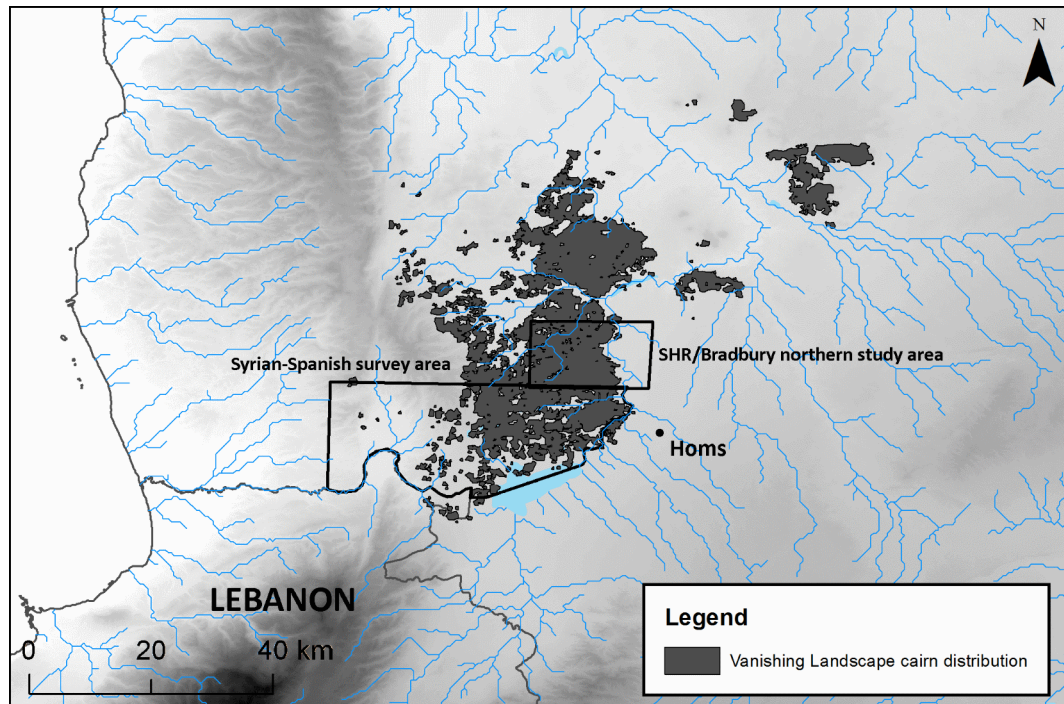 N
Syrian-Spanish survey area
SHR/Bradbury northern study area
Homs
LEBANON
0 20 40 km
Legend
Vanishing Landscape cairn distribution